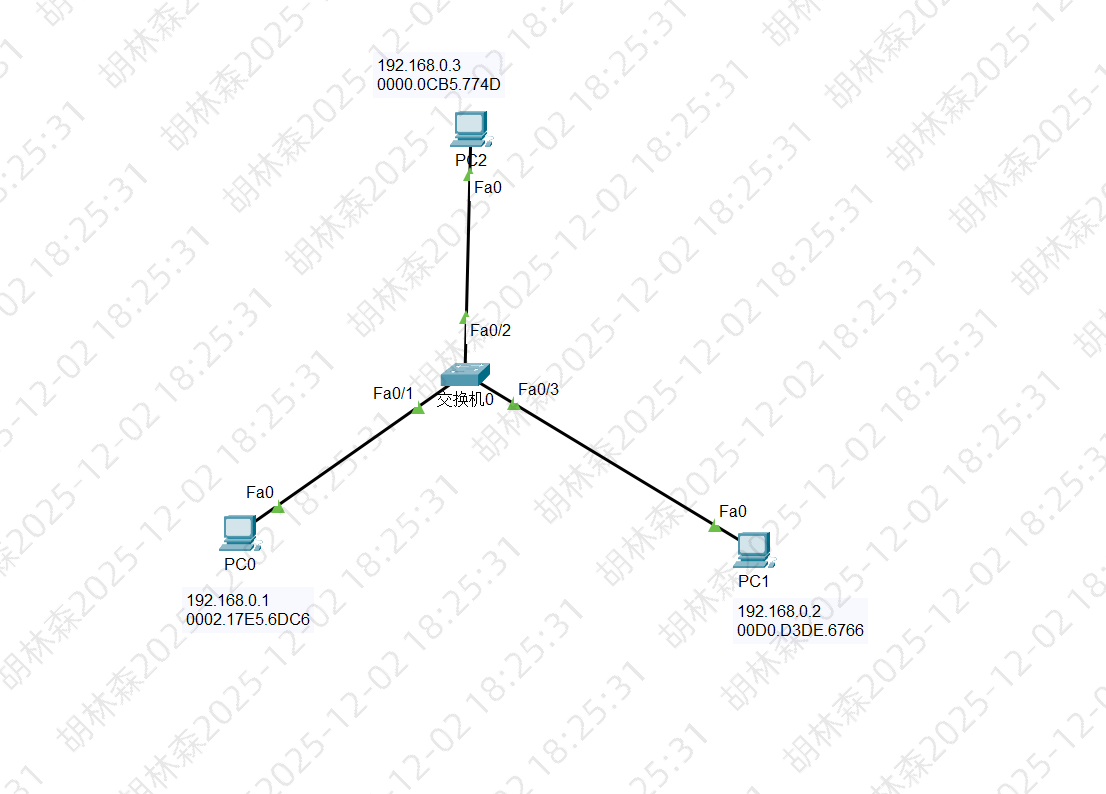 192.168.0.3
0000.0CB5.774D
PC2
Fa0
Fa0/2
Fa0/1
Fa0/3
交换机0
Fa0
Fa0
PC0
PC1
192.168.0.1
0002.17E5.6DC6
192.168.0.2
00D0.D3DE.6766
胡林森2025-12-02 18:25:31